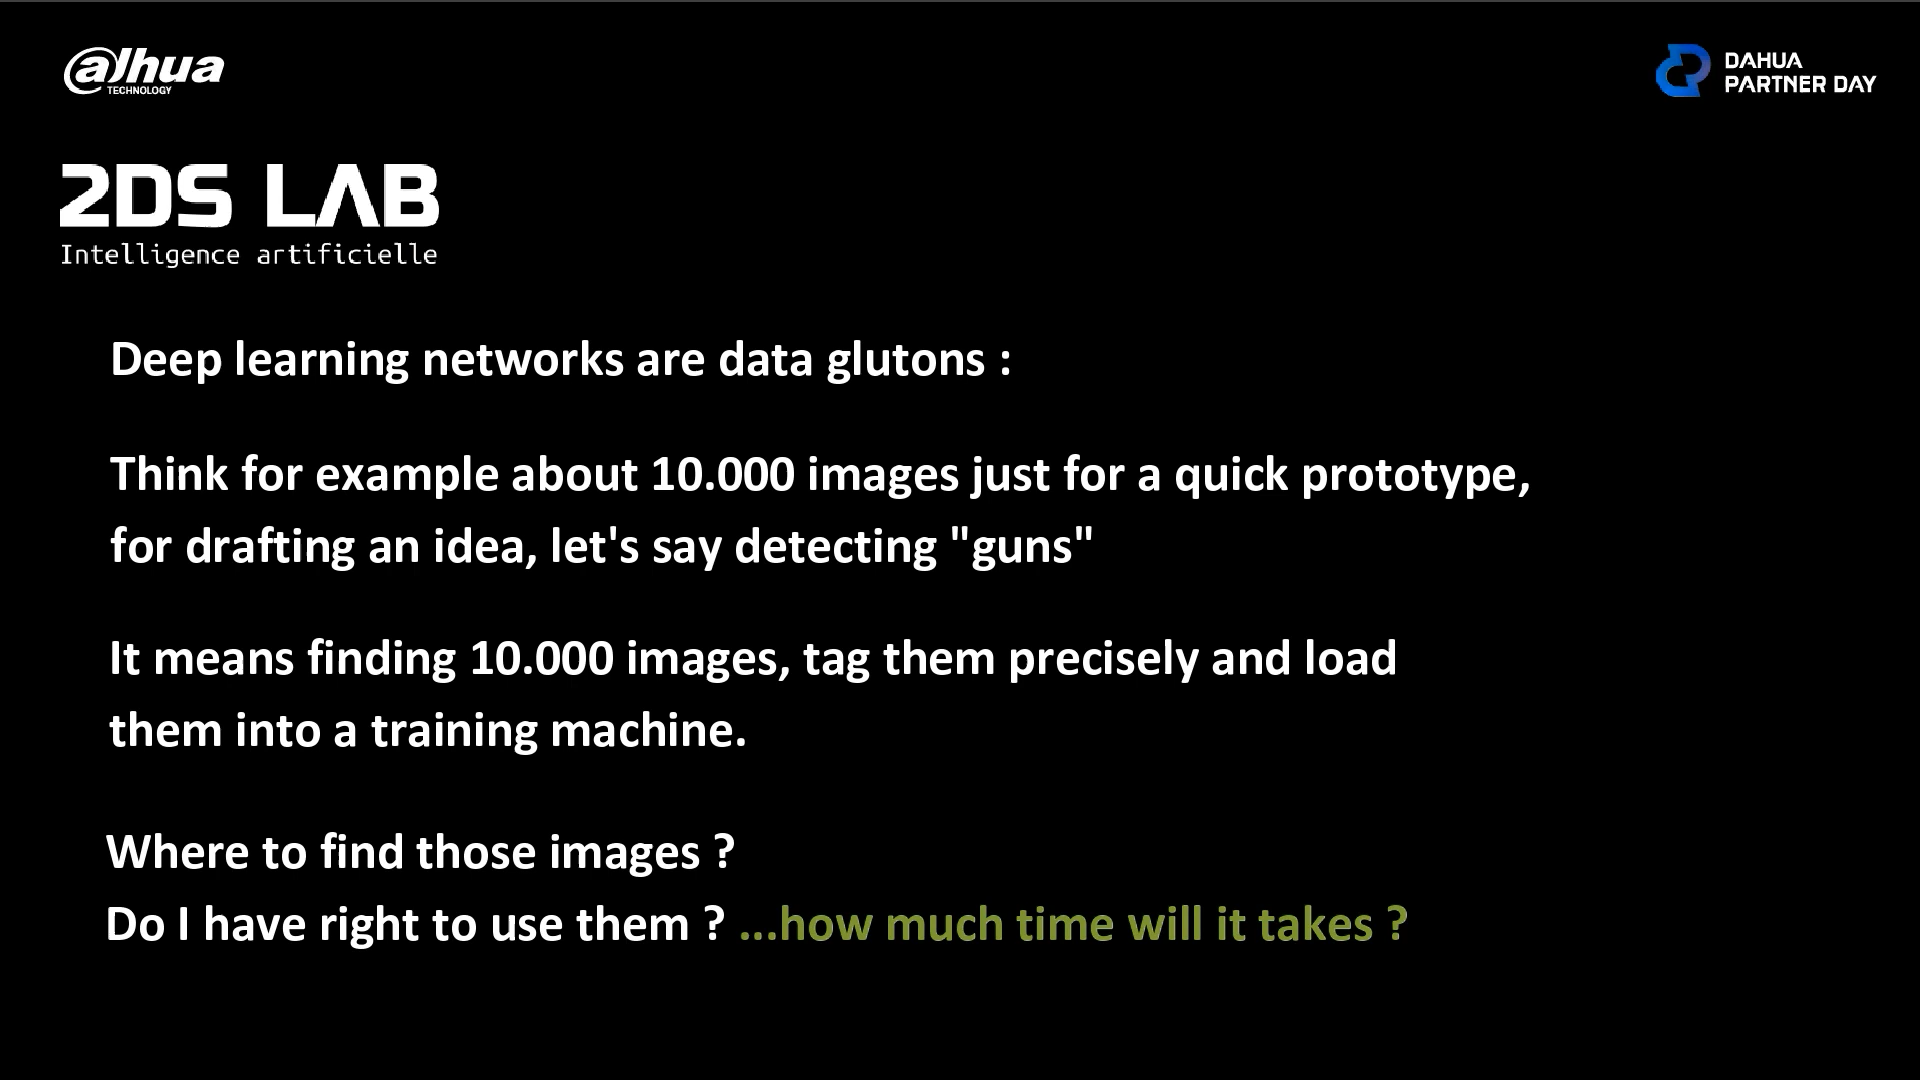 alhua
TECHNOLOGY
DAHUA
PARTNER DAY
2DS LAB
Intelligence artificielle
Deep learning networks are data glutons :
Think for example about 10.000 images just for a quick prototype,
for drafting an idea, let's say detecting "guns"
It means finding 10.000 images, tag them precisely and load
them into a training machine.
Where to find those images ?
Do I have right to use them ? ...how much time will it takes ?